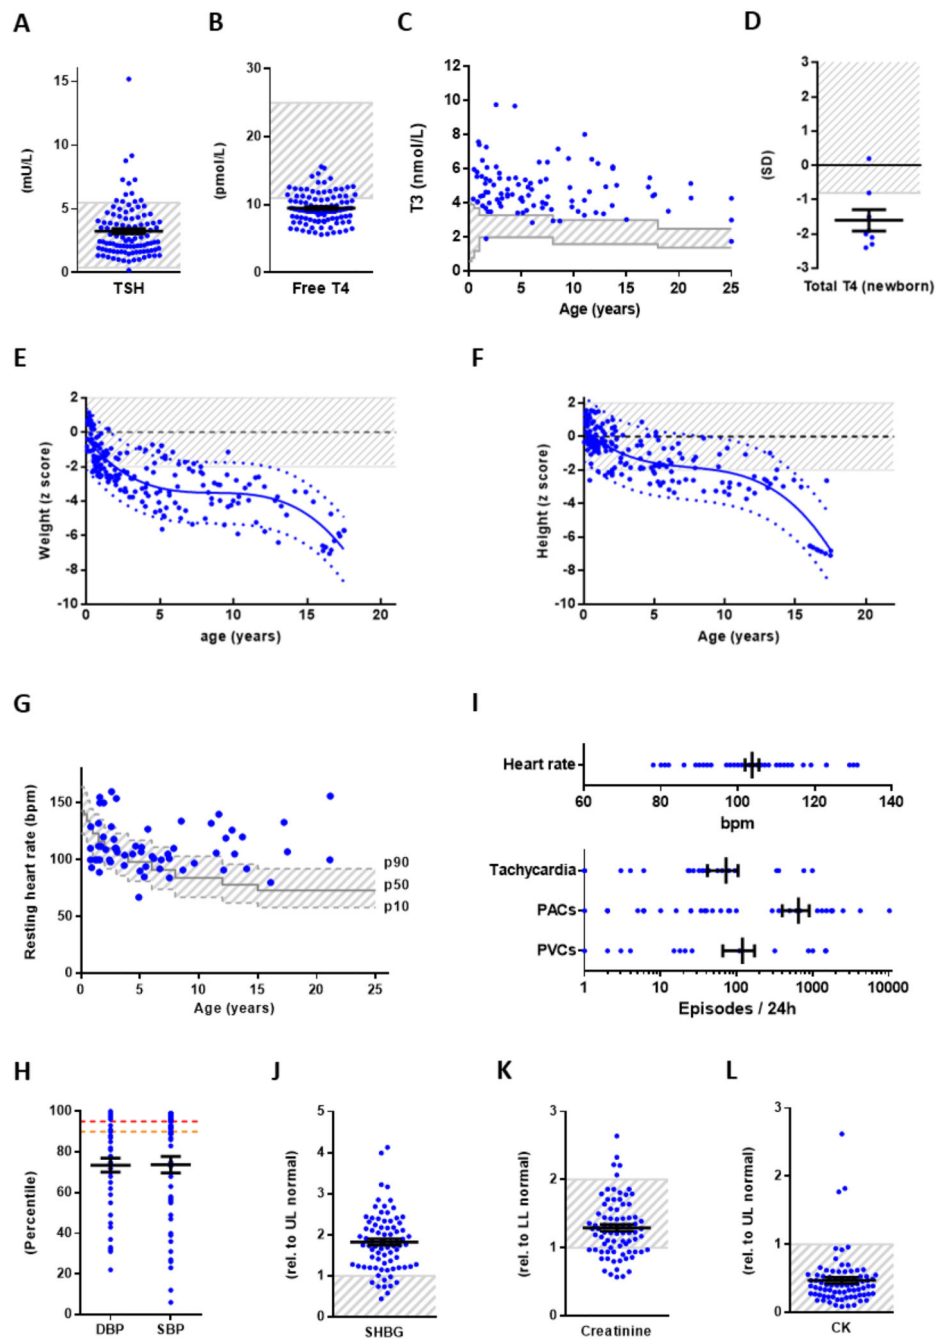 A
B
C
D
(mU/L)
15
10
5
0
TSH
(pmol/L)
30
20
10
0
Free T4
T3 (nmol/L)
12
10
8
6
4
2
0
0
5
10
15
20
25
Age (years)
(SD)
3
2
1
0
-1
-2
-3
Total T4 (newborn)
E
F
Weight (z score)
2
0
-2
-4
-6
-8
-10
0
5
10
15
20
age (years)
Height (z score)
2
0
-2
-4
-6
-8
-10
0
5
10
15
20
Age (years)
G
I
Resting heart rate (bpm)
150
100
50
0
p90
p50
p10
0
5
10
15
20
25
Age (years)
Heart rate
60
80
100
120
140
bpm
Tachycardia
PACs
PVCs
1
10
100
1000
10000
Episodes / 24h
H
J
K
L
(Percentile)
100
80
60
40
20
0
DBP
SBP
(rel. to UL normal)
5
4
3
2
1
0
SHBG
(rel. to LL normal)
3
2
1
0
Creatinine
(rel. to UL normal)
3
2
1
0
CK